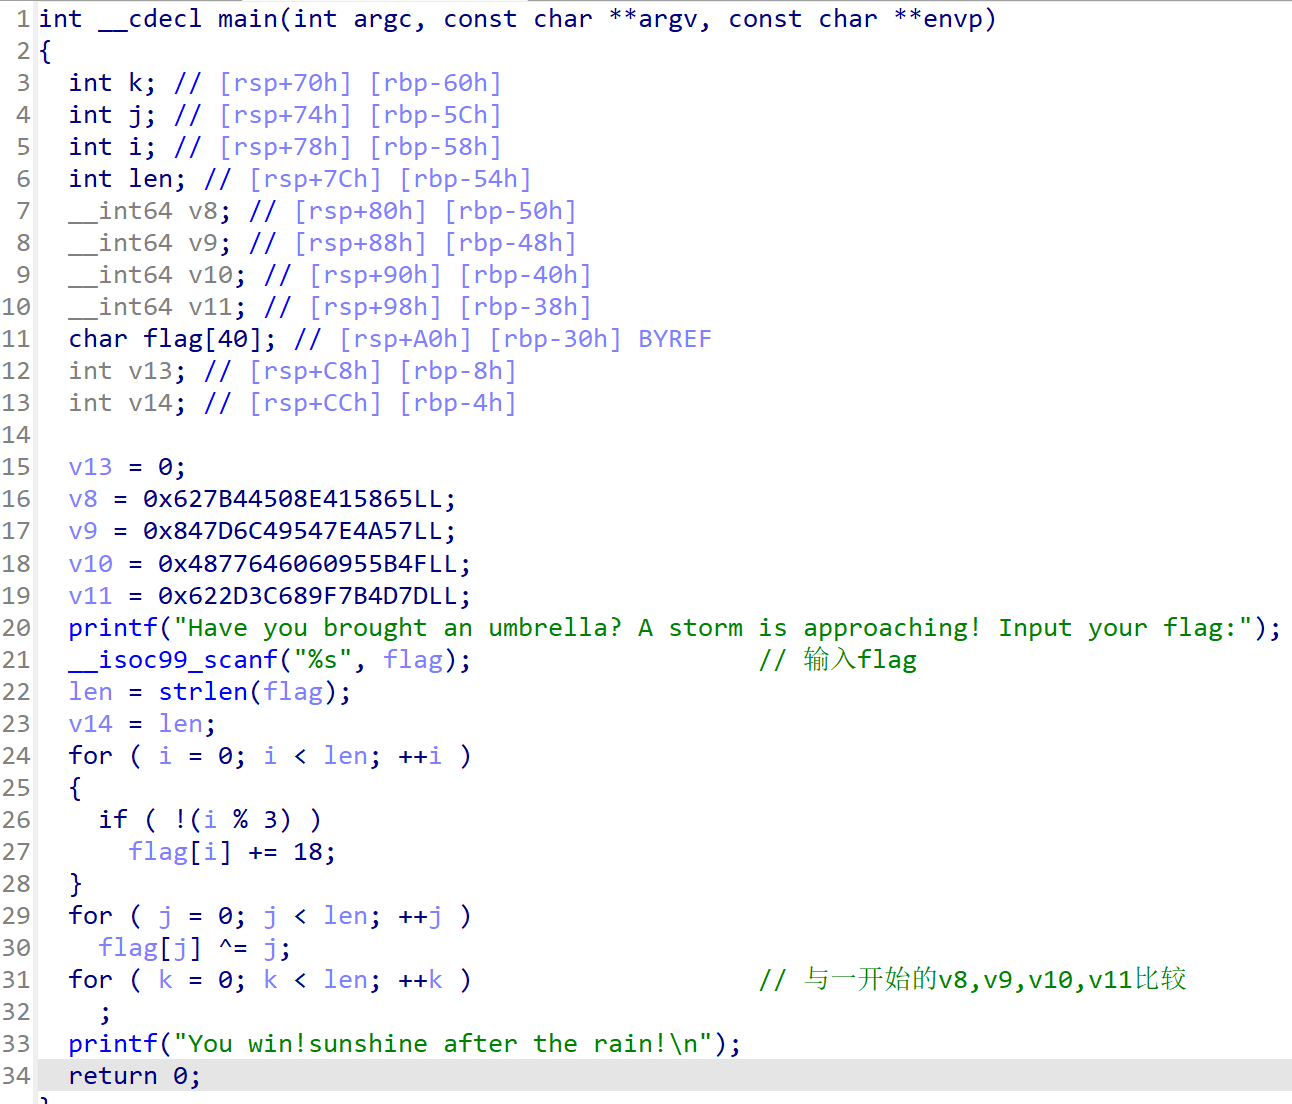 1 int __cdecl main(int argc, const char **argv, const char **envp)
2 {
3   int k; // [rsp+70h] [rbp-60h]
4   int j; // [rsp+74h] [rbp-5Ch]
5   int i; // [rsp+78h] [rbp-58h]
6   int len; // [rsp+7Ch] [rbp-54h]
7   __int64 v8; // [rsp+80h] [rbp-50h]
8   __int64 v9; // [rsp+88h] [rbp-48h]
9   __int64 v10; // [rsp+90h] [rbp-40h]
10   __int64 v11; // [rsp+98h] [rbp-38h]
11   char flag[40]; // [rsp+A0h] [rbp-30h] BYREF
12   int v13; // [rsp+C8h] [rbp-8h]
13   int v14; // [rsp+CCh] [rbp-4h]
14
15   v13 = 0;
16   v8 = 0x627B44508E415865LL;
17   v9 = 0x847D6C49547E4A57LL;
18   v10 = 0x4877646060955B4FLL;
19   v11 = 0x622D3C689F7B4D7DLL;
20   printf("Have you brought an umbrella? A storm is approaching! Input your flag:");
21   __isoc99_scanf("%s", flag);                   // 输入flag
22   len = strlen(flag);
23   v14 = len;
24   for ( i = 0; i < len; ++i )
25   {
26     if ( !(i % 3) )
27       flag[i] += 18;
28   }
29   for ( j = 0; j < len; ++j )
30     flag[j] ^= j;
31   for ( k = 0; k < len; ++k )                   // 与一开始的v8,v9,v10,v11比较
32     ;
33   printf("You win!sunshine after the rain!\n");
34   return 0;